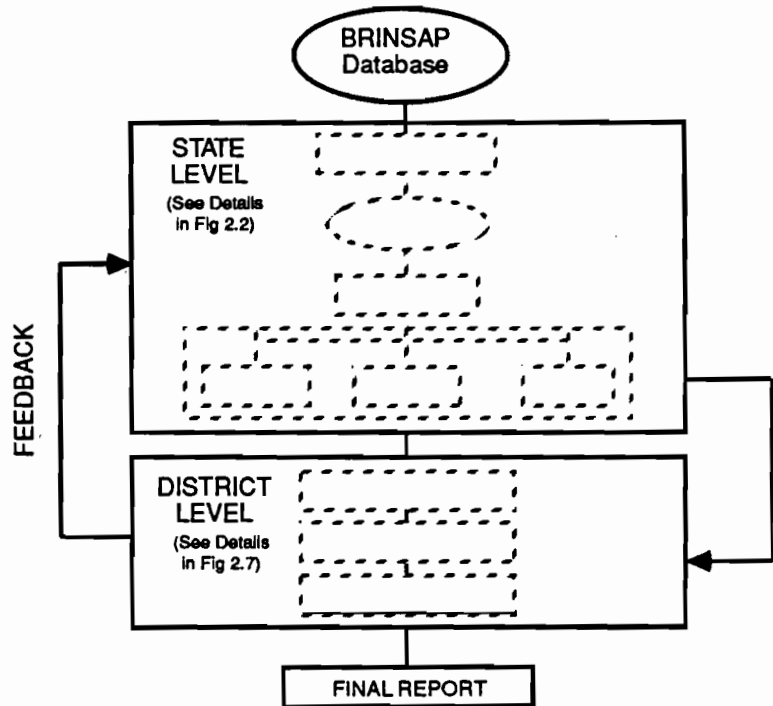 BRINSAP
Database
STATE
LEVEL
(See Details
in Fig 2.2)
FEEDBACK
DISTRICT
LEVEL
(See Details
in Fig 2.7)
FINAL REPORT